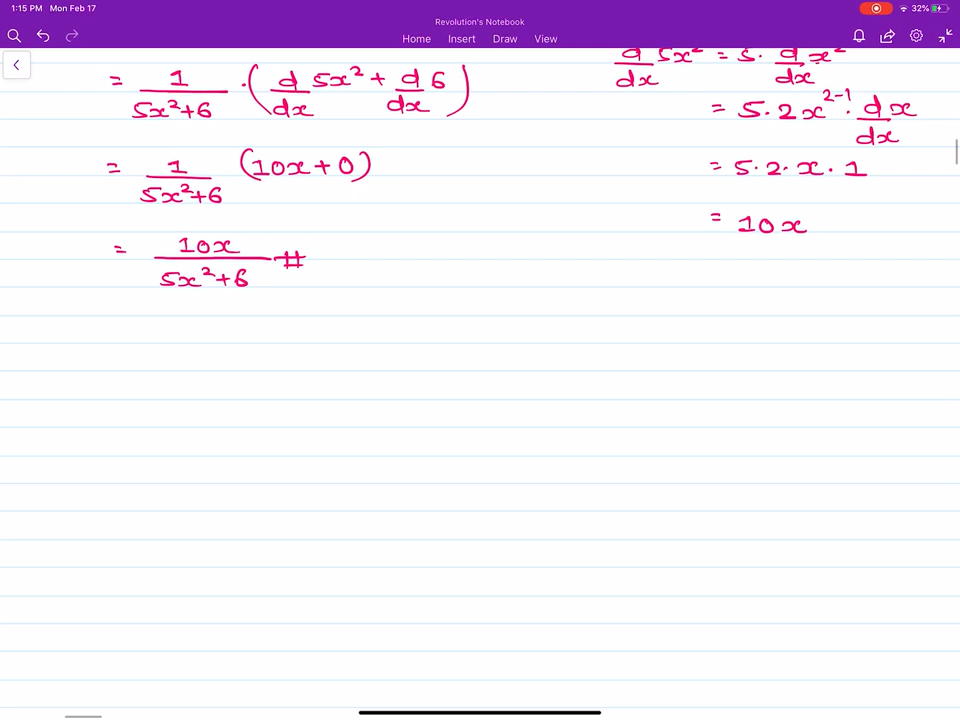 1:15 PM Mon Feb 17
32%
Revolution's Notebook
Home Insert Draw View
= 1/(5x²+6) · (d/dx 5x² + d/dx 6)
= 1/(5x²+6) (10x + 0)
= 10x/(5x²+6) #
d/dx 5x² = 5 · d/dx x²
= 5 · 2x²⁻¹ · dx/dx
= 5 · 2 · x · 1
= 10x